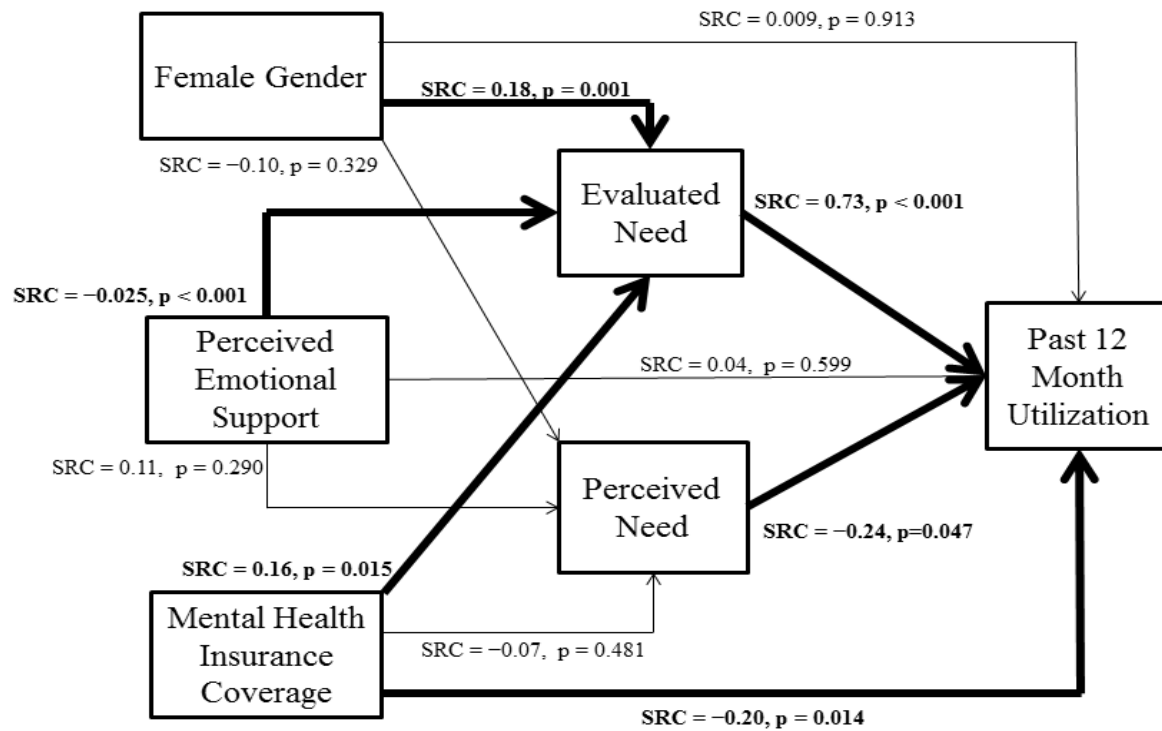 SRC = 0.009, p = 0.913
Female Gender
SRC = 0.18, p = 0.001
SRC = −0.10, p = 0.329
Evaluated
Need
SRC = 0.73, p < 0.001
SRC = −0.025, p < 0.001
Perceived
Emotional
Support
SRC = 0.04, p = 0.599
Past 12
Month
Utilization
SRC = 0.11, p = 0.290
Perceived
Need
SRC = −0.24, p=0.047
SRC = 0.16, p = 0.015
Mental Health
Insurance
Coverage
SRC = −0.07, p = 0.481
SRC = −0.20, p = 0.014